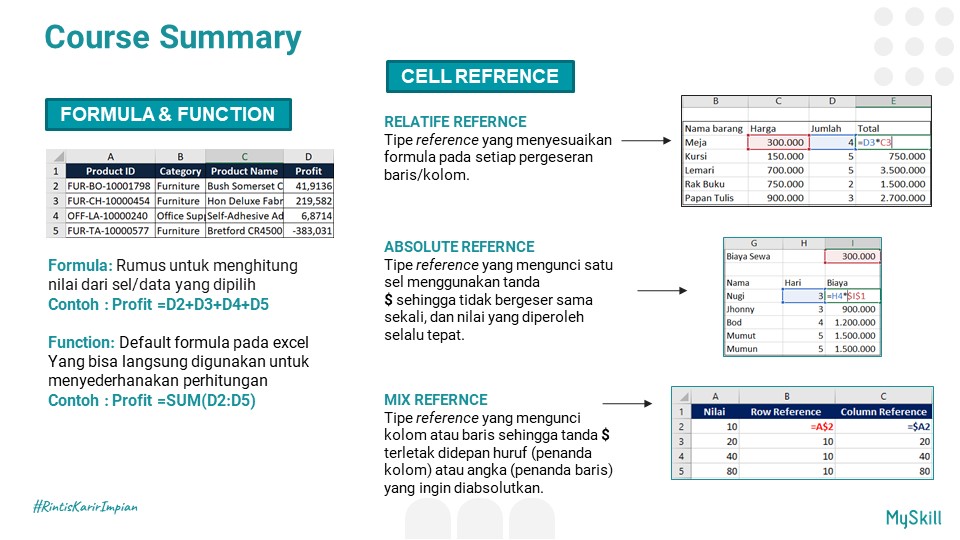 Course Summary
FORMULA & FUNCTION
A B C D
1 Product ID Category Product Name Profit
2 FUR-BO-10001798 Furniture Bush Somerset C 41,9136
3 FUR-CH-10000454 Furniture Hon Deluxe Fabr 219,582
4 OFF-LA-10000240 Office Supp Self-Adhesive Ad 6,8714
5 FUR-TA-10000577 Furniture Bretford CR4500 -383,031
Formula: Rumus untuk menghitung
nilai dari sel/data yang dipilih
Contoh : Profit =D2+D3+D4+D5
Function: Default formula pada excel
Yang bisa langsung digunakan untuk
menyederhanakan perhitungan
Contoh : Profit =SUM(D2:D5)
CELL REFRENCE
RELATIFE REFERNCE
Tipe reference yang menyesuaikan
formula pada setiap pergeseran
baris/kolom.
B C D E
Nama barang Harga Jumlah Total
Meja 300.000 4 =D3*C3
Kursi 150.000 5 750.000
Lemari 700.000 5 3.500.000
Rak Buku 750.000 2 1.500.000
Papan Tulis 900.000 3 2.700.000
ABSOLUTE REFERNCE
Tipe reference yang mengunci satu
sel menggunakan tanda
$ sehingga tidak bergeser sama
sekali, dan nilai yang diperoleh
selalu tepat.
G H I
Biaya Sewa 300.000
Nama Hari Biaya
Nugi 3 =H4*$I$1
Jhonny 3 900.000
Bod 4 1.200.000
Mumut 5 1.500.000
Mumun 5 1.500.000
MIX REFERNCE
Tipe reference yang mengunci
kolom atau baris sehingga tanda $
terletak didepan huruf (penanda
kolom) atau angka (penanda baris)
yang ingin diabsolutkan.
A B C
1 Nilai Row Reference Column Reference
2 10 =A$2 =$A2
3 20 10 20
4 40 10 40
5 80 10 80
#RintisKarirImpian
MySkill